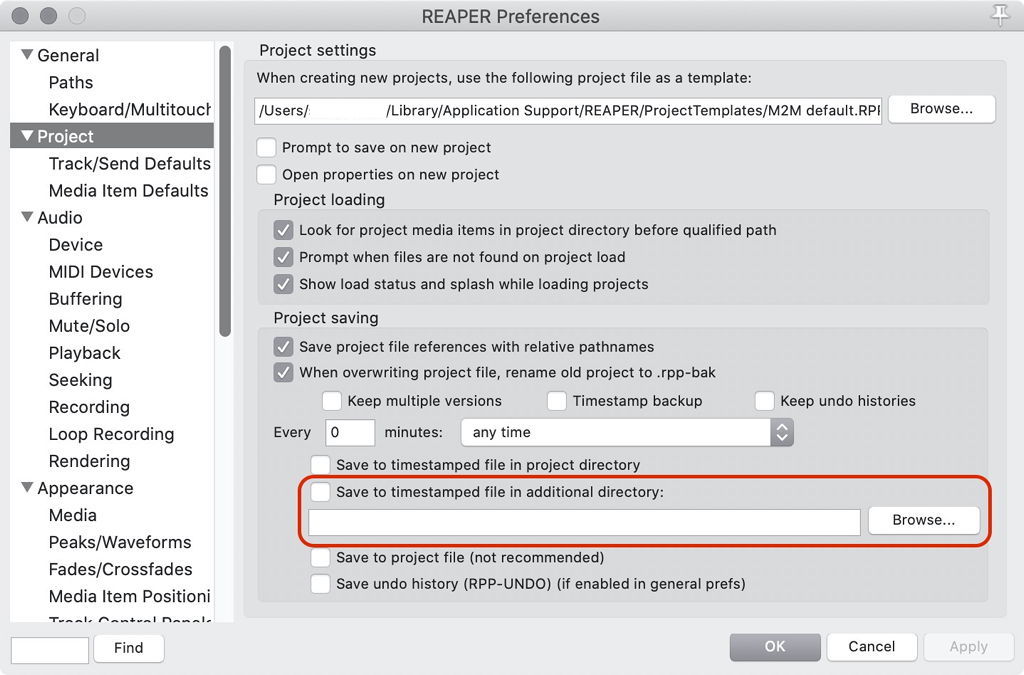 REAPER Preferences
General
Paths
Keyboard/Multitouch
Project
Track/Send Defaults
Media Item Defaults
Audio
Device
MIDI Devices
Buffering
Mute/Solo
Playback
Seeking
Recording
Loop Recording
Rendering
Appearance
Media
Peaks/Waveforms
Fades/Crossfades
Media Item Positioni
Track Control Panels
Find
Project settings
When creating new projects, use the following project file as a template:
/Users/ /Library/Application Support/REAPER/ProjectTemplates/M2M default.RPP Browse...
Prompt to save on new project
Open properties on new project
Project loading
Look for project media items in project directory before qualified path
Prompt when files are not found on project load
Show load status and splash while loading projects
Project saving
Save project file references with relative pathnames
When overwriting project file, rename old project to .rpp-bak
Keep multiple versions Timestamp backup Keep undo histories
Every 0 minutes: any time
Save to timestamped file in project directory
Save to timestamped file in additional directory:
Browse...
Save to project file (not recommended)
Save undo history (RPP-UNDO) (if enabled in general prefs)
OK Cancel Apply